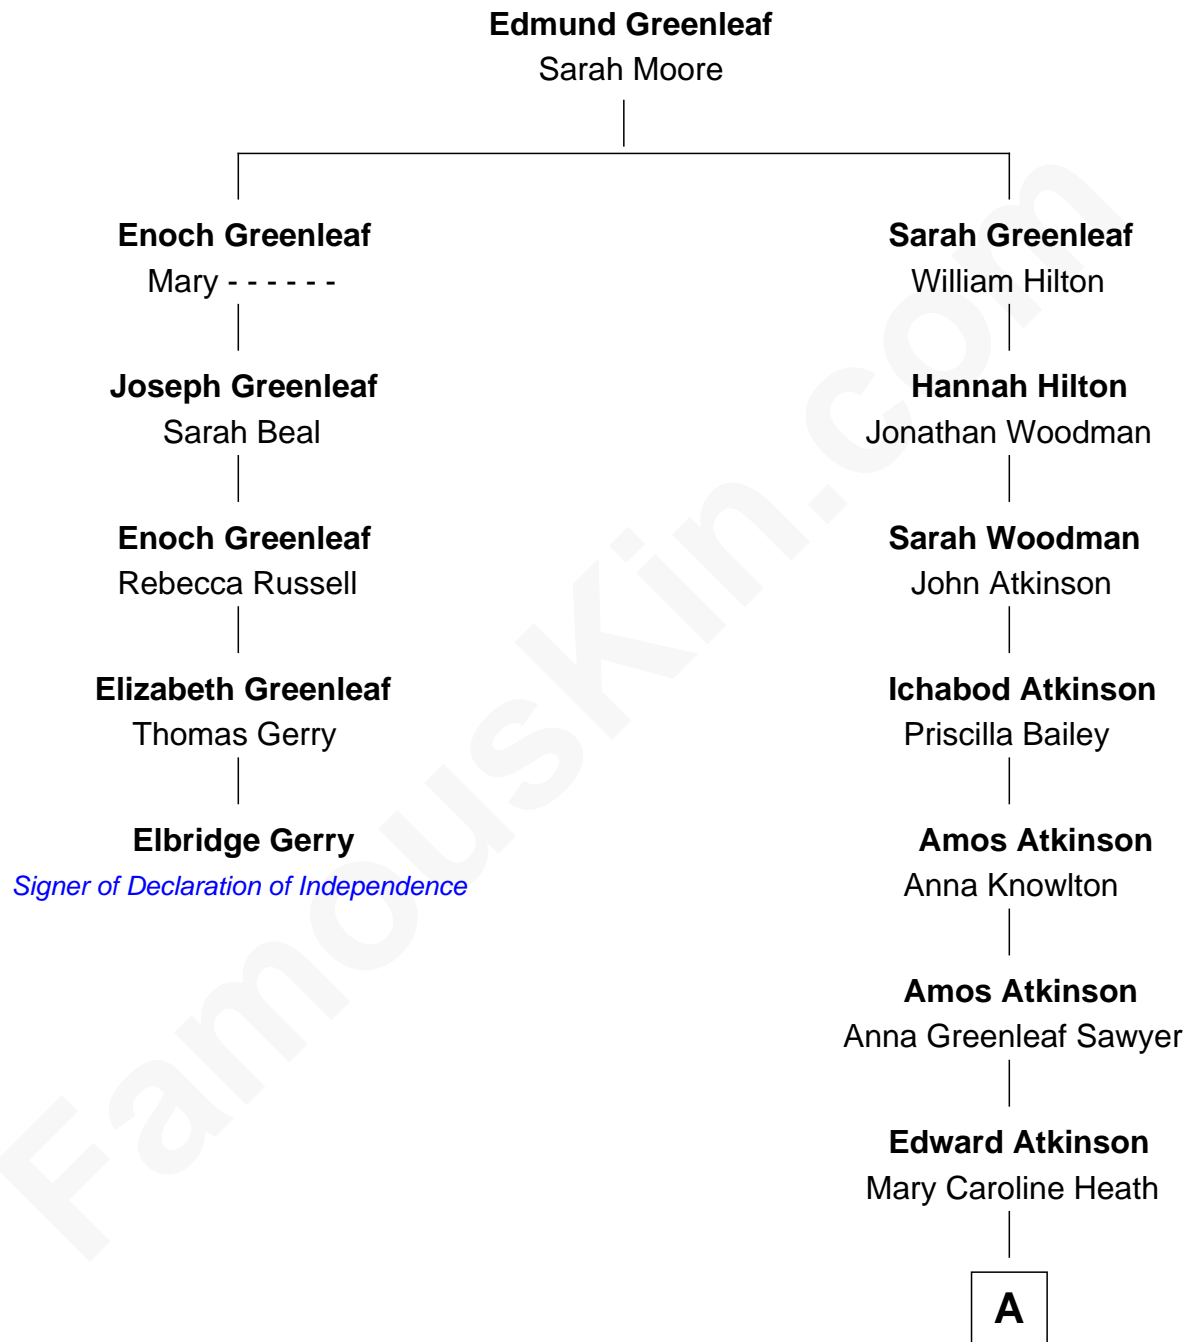 Edmund Greenleaf
Sarah Moore
Enoch Greenleaf
Mary - - - - - -
Joseph Greenleaf
Sarah Beal
Enoch Greenleaf
Rebecca Russell
Elizabeth Greenleaf
Thomas Gerry
Elbridge Gerry
Signer of Declaration of Independence
Sarah Greenleaf
William Hilton
Hannah Hilton
Jonathan Woodman
Sarah Woodman
John Atkinson
Ichabod Atkinson
Priscilla Bailey
Amos Atkinson
Anna Knowlton
Amos Atkinson
Anna Greenleaf Sawyer
Edward Atkinson
Mary Caroline Heath
A
FamousKin.com